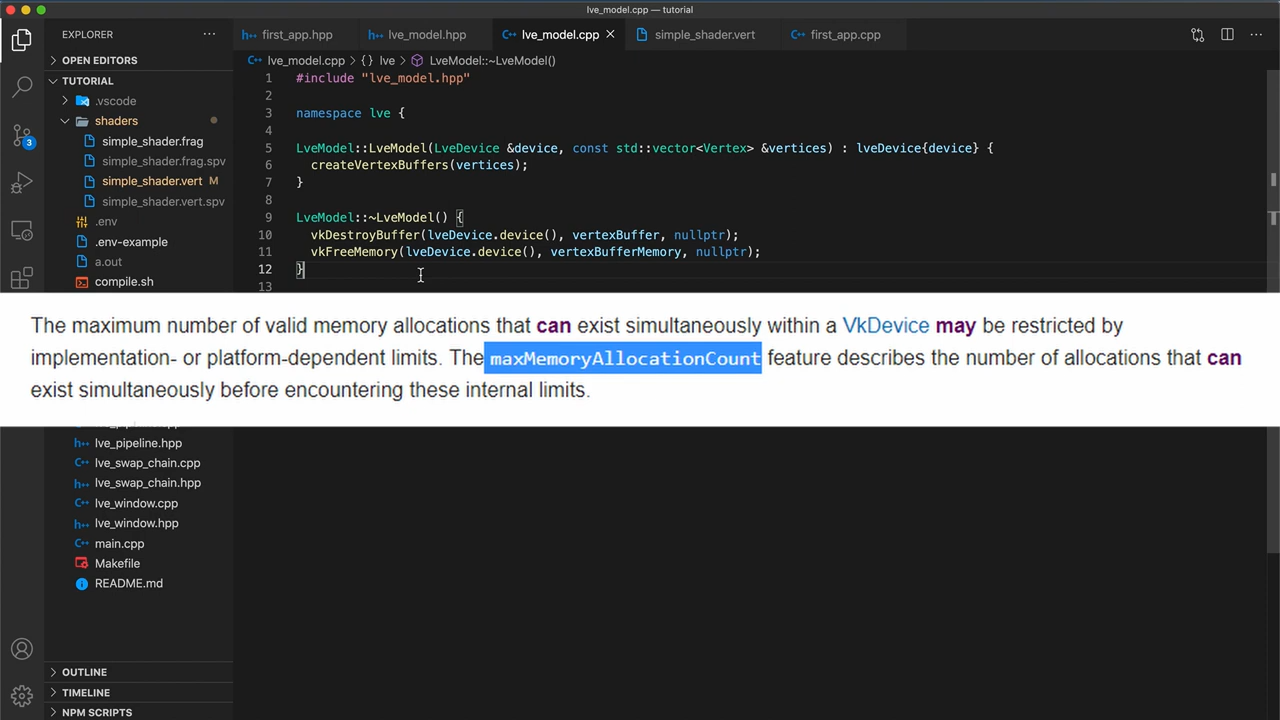 lve_model.cpp — tutorial
EXPLORER
first_app.hpp
lve_model.hpp
lve_model.cpp
simple_shader.vert
first_app.cpp
OPEN EDITORS
TUTORIAL
.vscode
shaders
simple_shader.frag
simple_shader.frag.spv
simple_shader.vert M
simple_shader.vert.spv
.env
.env-example
a.out
compile.sh
3
lve_model.cpp > {} lve > LveModel::~LveModel()
1 #include "lve_model.hpp"
2
3 namespace lve {
4
5 LveModel::LveModel(LveDevice &device, const std::vector<Vertex> &vertices) : lveDevice{device} {
6 createVertexBuffers(vertices);
7 }
8
9 LveModel::~LveModel() {
10 vkDestroyBuffer(lveDevice.device(), vertexBuffer, nullptr);
11 vkFreeMemory(lveDevice.device(), vertexBufferMemory, nullptr);
12 }
13
The maximum number of valid memory allocations that can exist simultaneously within a VkDevice may be restricted by
implementation- or platform-dependent limits. The maxMemoryAllocationCount feature describes the number of allocations that can
exist simultaneously before encountering these internal limits.
lve_pipeline.hpp
lve_swap_chain.cpp
lve_swap_chain.hpp
lve_window.cpp
lve_window.hpp
main.cpp
Makefile
README.md
OUTLINE
TIMELINE
NPM SCRIPTS